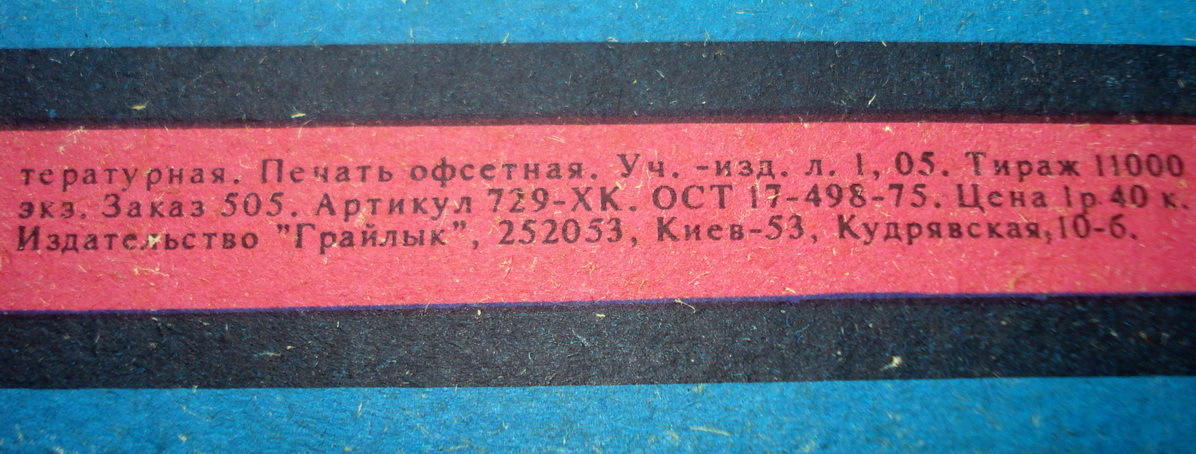 тературная. Печать офсетная. Уч. -изд. л. 1, 05. Тираж 11000
экз. Заказ 505. Артикул 729-ХК. ОСТ 17-498-75. Цена 1р 40 к.
Издательство "Грайлык", 252053, Киев-53, Кудрявская, 10-б.